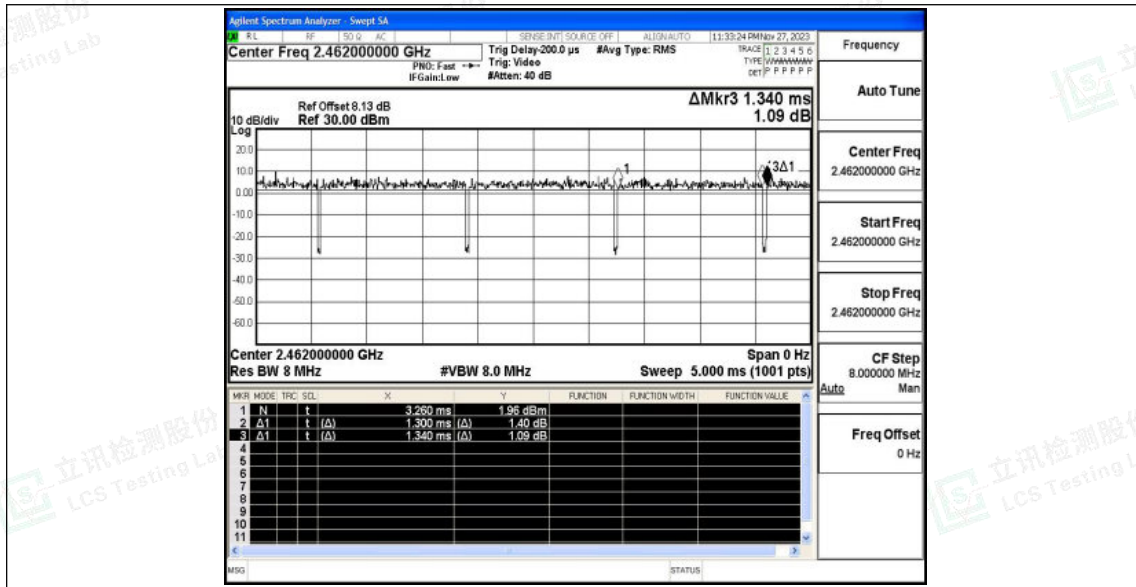 Agilent Spectrum Analyzer - Swept SA
RL RF 50 Ω AC SENSE:INT SOURCE OFF ALIGN AUTO 11:33:24 PM Nov 27, 2023
Center Freq 2.462000000 GHz
PNO: Fast
IFGain:Low
Trig Delay-200.0 µs
Trig: Video
#Atten: 40 dB
#Avg Type: RMS
TRACE 1 2 3 4 5 6
TYPE
DET P P P P P P
Ref Offset 8.13 dB
10 dB/div Ref 30.00 dBm
Log
ΔMkr3 1.340 ms
1.09 dB
20.0
10.0
0.00
-10.0
-20.0
-30.0
-40.0
-50.0
-60.0
1
3Δ1
Center 2.462000000 GHz Span 0 Hz
Res BW 8 MHz #VBW 8.0 MHz Sweep 5.000 ms (1001 pts)
MKR MODE TRC SCL X Y FUNCTION FUNCTION WIDTH FUNCTION VALUE
1 N t 3.260 ms 1.96 dBm
2 Δ1 t (Δ) 1.300 ms (Δ) 1.40 dB
3 Δ1 t (Δ) 1.340 ms (Δ) 1.09 dB
4
5
6
7
8
9
10
11
MSG STATUS
Frequency
Auto Tune
Center Freq
2.462000000 GHz
Start Freq
2.462000000 GHz
Stop Freq
2.462000000 GHz
CF Step
8.000000 MHz
Auto Man
Freq Offset
0 Hz
立讯检测股份
LCS Testing Lab
立讯检测股份
LCS Testing L